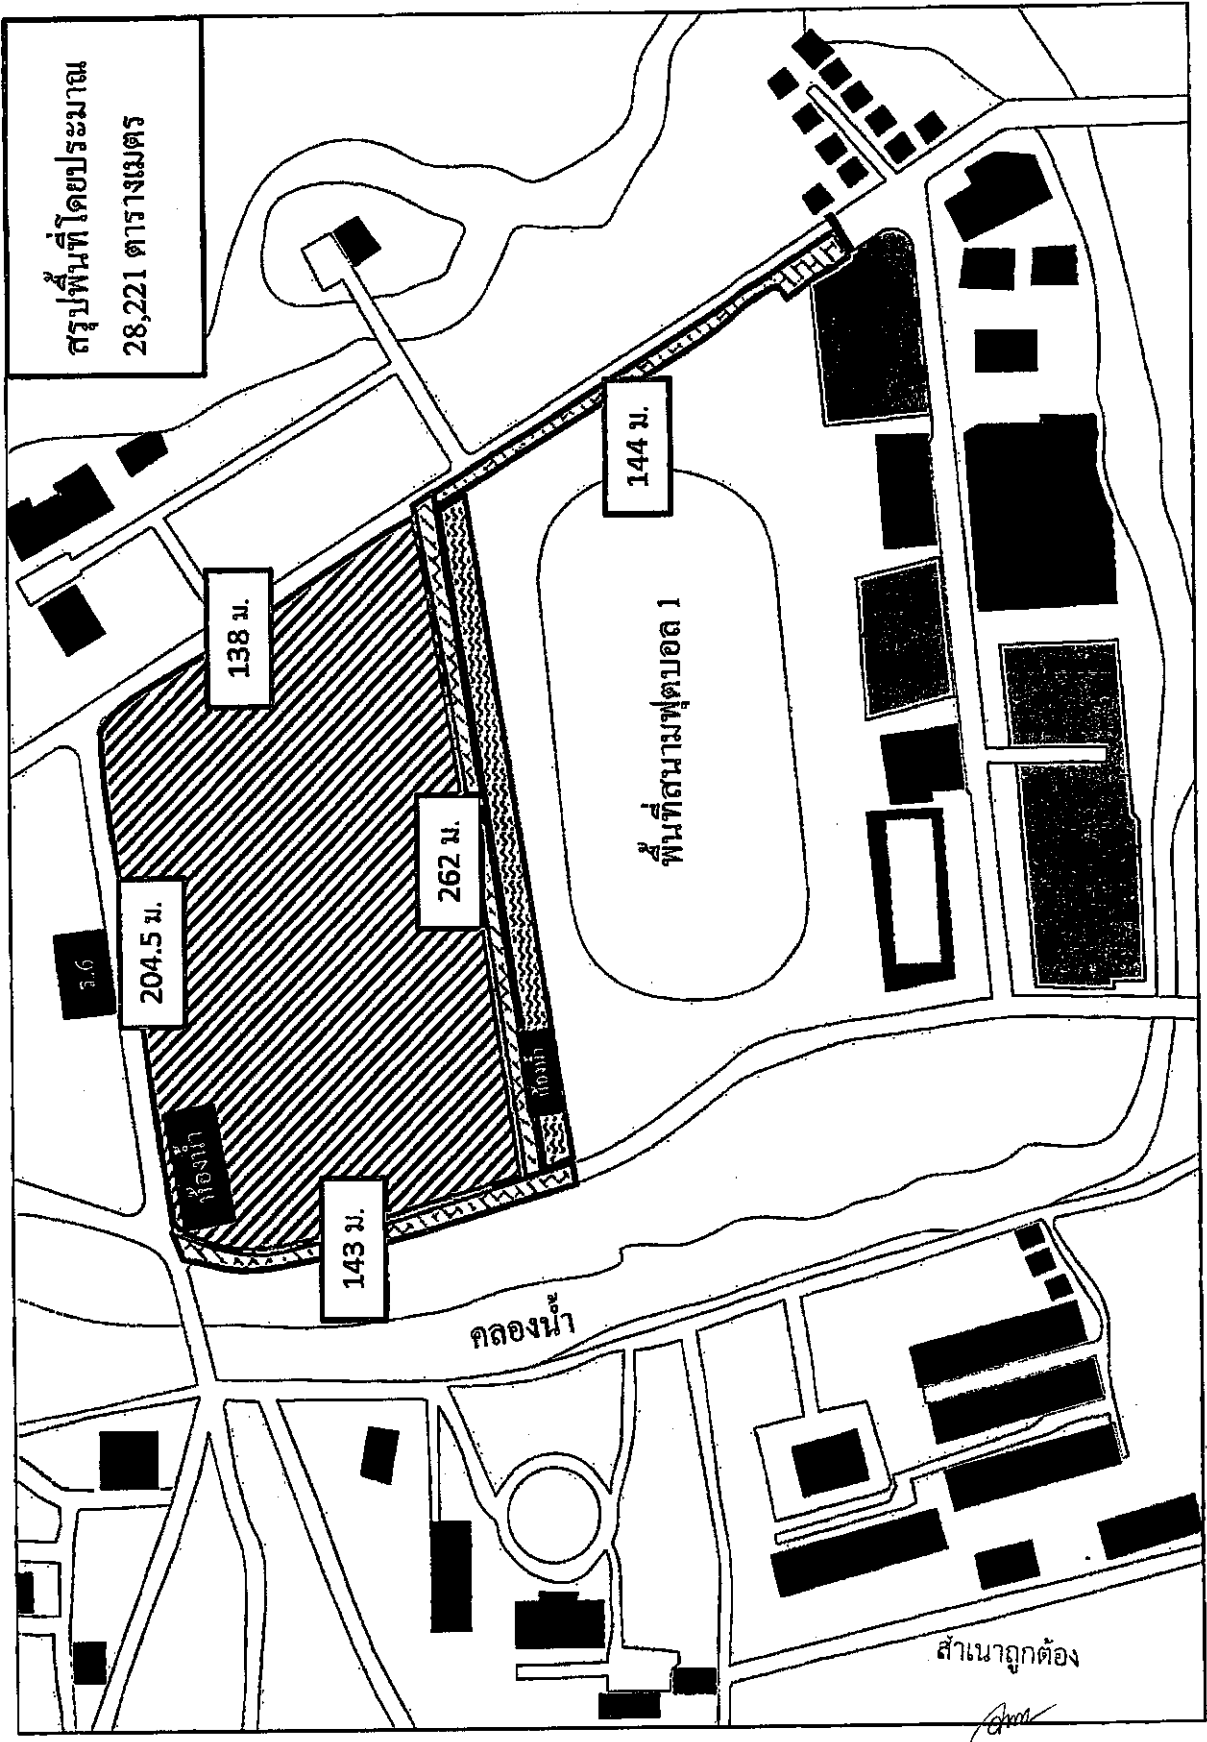 สรุปพื้นที่โดยประมาณ
28,221 ตารางเมตร
138 ม.
144 ม.
204.5 ม.
262 ม.
143 ม.
ร.6
ห้องน้ำ
ห้องน้ำ
พื้นที่สนามฟุตบอล 1
คลองน้ำ
สำเนาถูกต้อง